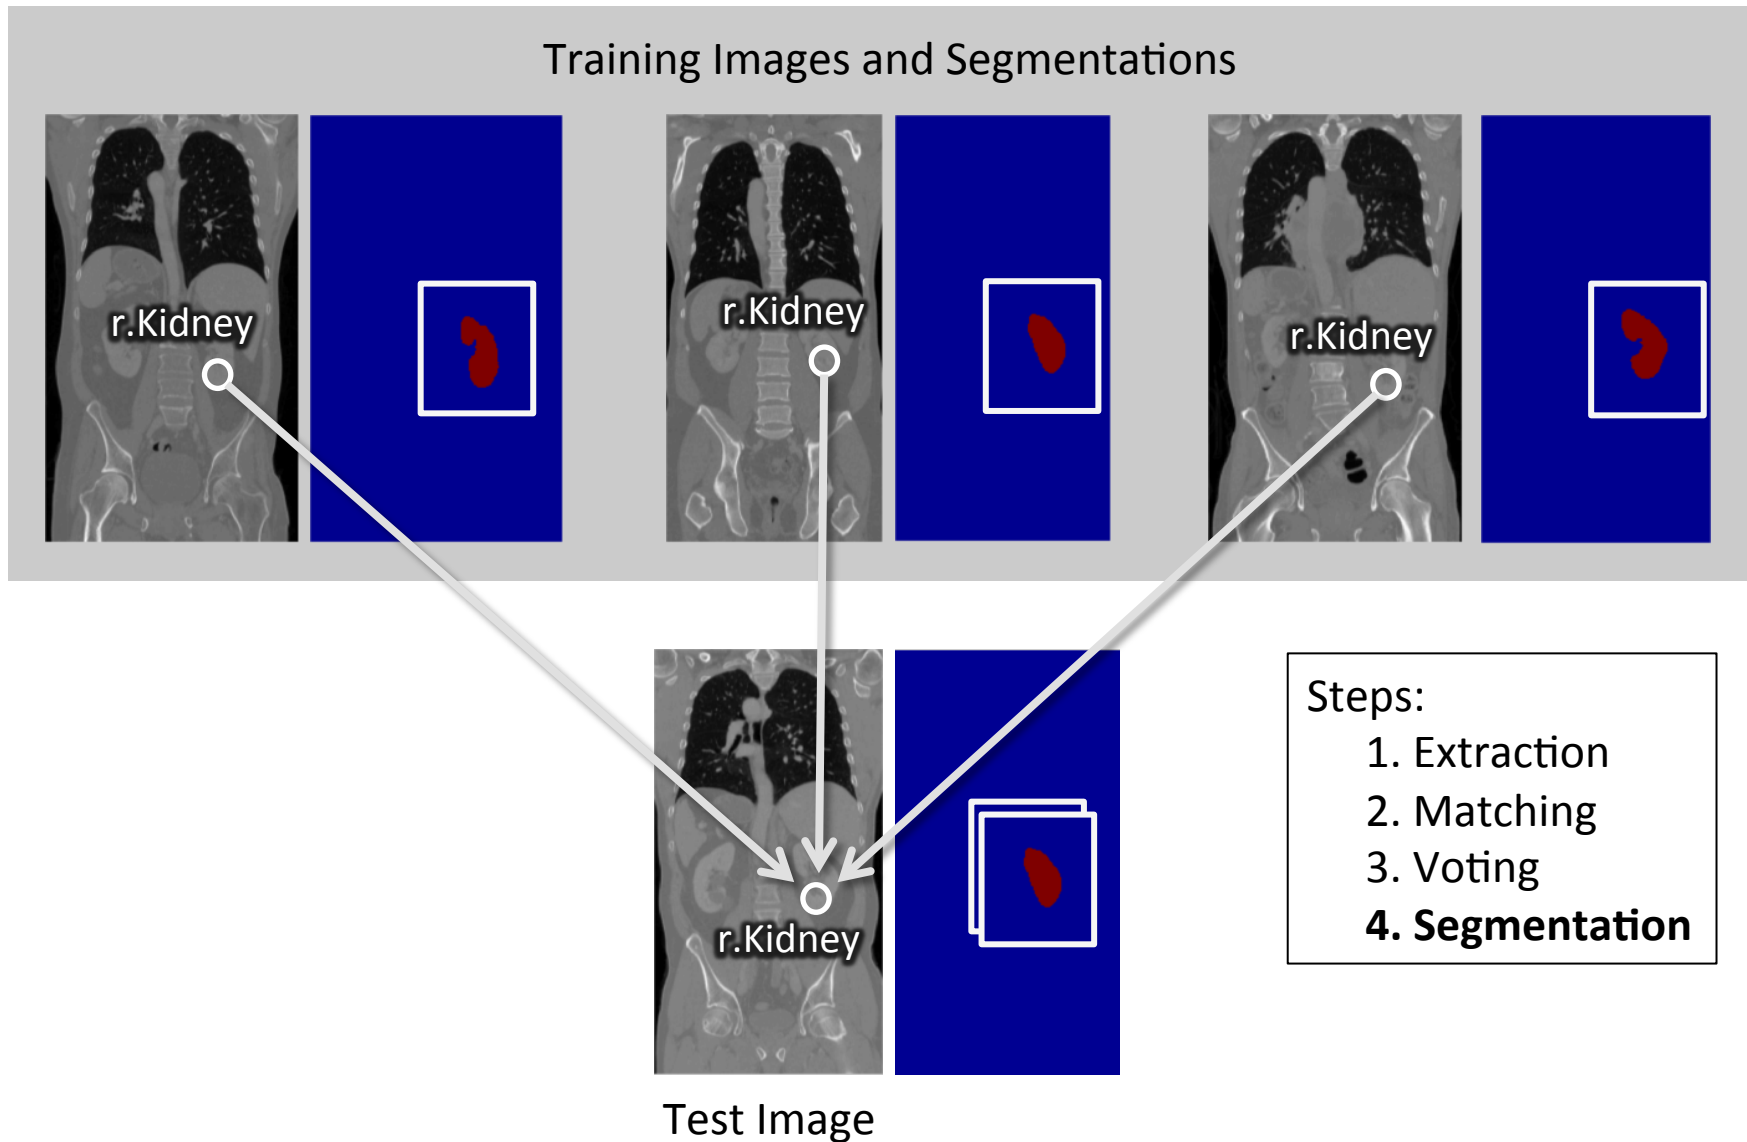 Training Images and Segmentations
r.Kidney
r.Kidney
r.Kidney
r.Kidney
Test Image
Steps:
1. Extraction
2. Matching
3. Voting
4. Segmentation